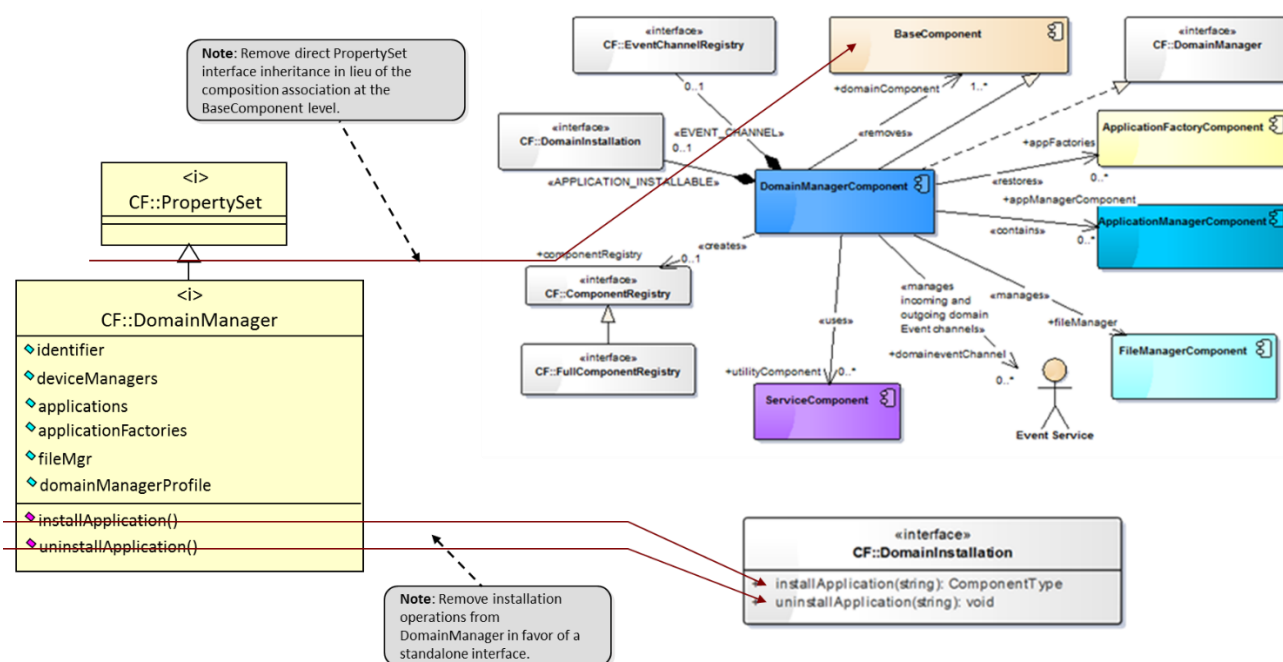 Note: Remove direct PropertySet
interface inheritance in lieu of the
composition association at the
BaseComponent level.
<i>
CF::PropertySet
<i>
CF::DomainManager
identifier
deviceManagers
applications
applicationFactories
fileMgr
domainManagerProfile
installApplication()
uninstallApplication()
Note: Remove installation
operations from
DomainManager in favor of a
standalone interface.
«interface»
CF::EventChannelRegistry
0..1
«EVENT_CHANNEL»
«interface»
CF::DomainInstallation
0..1
«APPLICATION_INSTALLABLE»
BaseComponent
+domainComponent
1..*
«removes»
«interface»
CF::DomainManager
DomainManagerComponent
ApplicationFactoryComponent
+appFactories
«restores»
0..*
+appManagerComponent
ApplicationManagerComponent
«contains»
0..*
«creates»
+componentRegistry
0..1
«interface»
CF::ComponentRegistry
«interface»
CF::FullComponentRegistry
«uses»
+utilityComponent
0..*
ServiceComponent
«manages
incoming and
outgoing domain
Event channels»
+domaineventChannel
0..*
Event Service
«manages»
+fileManager
FileManagerComponent
«interface»
CF::DomainInstallation
+ installApplication(string): ComponentType
+ uninstallApplication(string): void